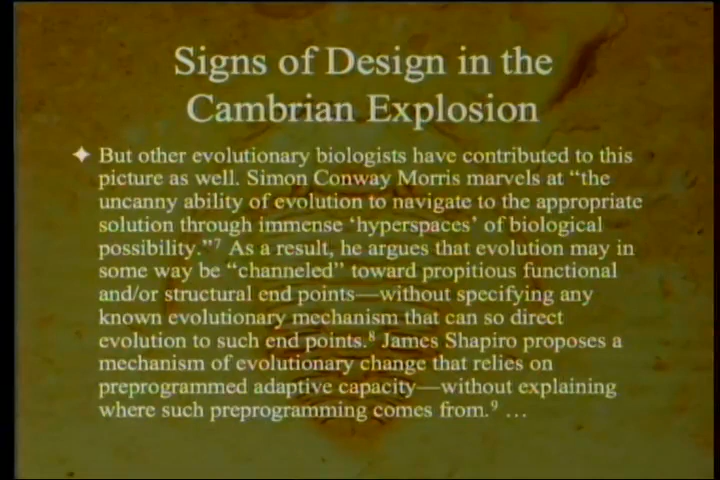 Signs of Design in the
Cambrian Explosion
But other evolutionary biologists have contributed to this
picture as well. Simon Conway Morris marvels at “the
uncanny ability of evolution to navigate to the appropriate
solution through immense ‘hyperspaces’ of biological
possibility.”⁷ As a result, he argues that evolution may in
some way be “channeled” toward propitious functional
and/or structural end points—without specifying any
known evolutionary mechanism that can so direct
evolution to such end points.⁸ James Shapiro proposes a
mechanism of evolutionary change that relies on
preprogrammed adaptive capacity—without explaining
where such preprogramming comes from.⁹ …